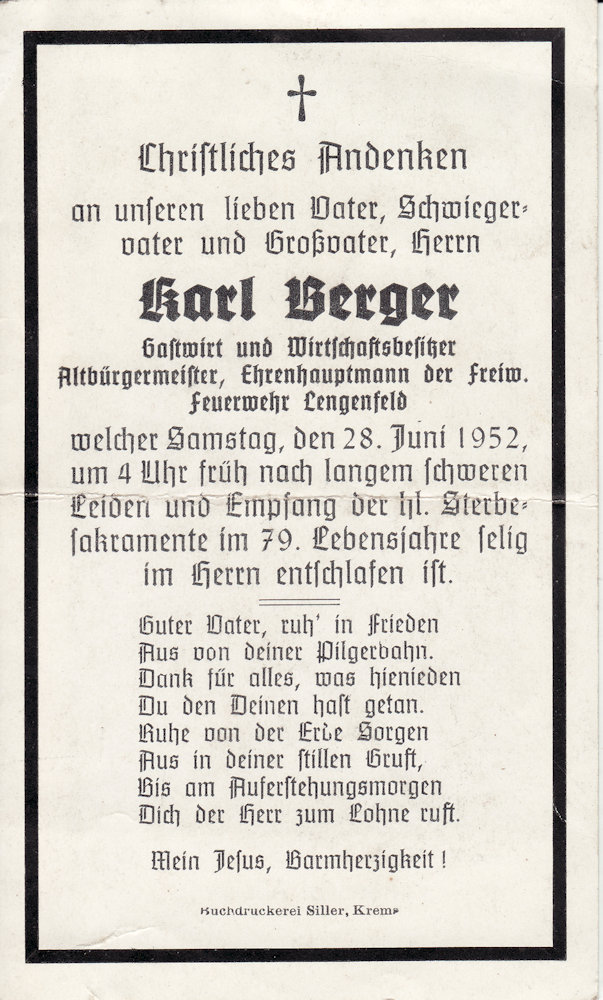 Christliches Andenken
an unseren lieben Vater, Schwieger-
vater und Großvater, Herrn
Karl Berger
Gastwirt und Wirtschaftsbesitzer
Altbürgermeister, Ehrenhauptmann der Freiw.
Feuerwehr Lengenfeld
welcher Samstag, den 28. Juni 1952,
um 4 Uhr früh nach langem schweren
Leiden und Empfang der hl. Sterbe-
sakramente im 79. Lebensjahre selig
im Herrn entschlafen ist.
Guter Vater, ruh' in Frieden
Aus von deiner Pilgerbahn.
Dank für alles, was hienieden
Du den Deinen hast getan.
Ruhe von der Erde Sorgen
Aus in deiner stillen Gruft,
Bis am Auferstehungsmorgen
Dich der Herr zum Lohne ruft.
Mein Jesus, Barmherzigkeit!
Buchdruckerei Siller, Krems